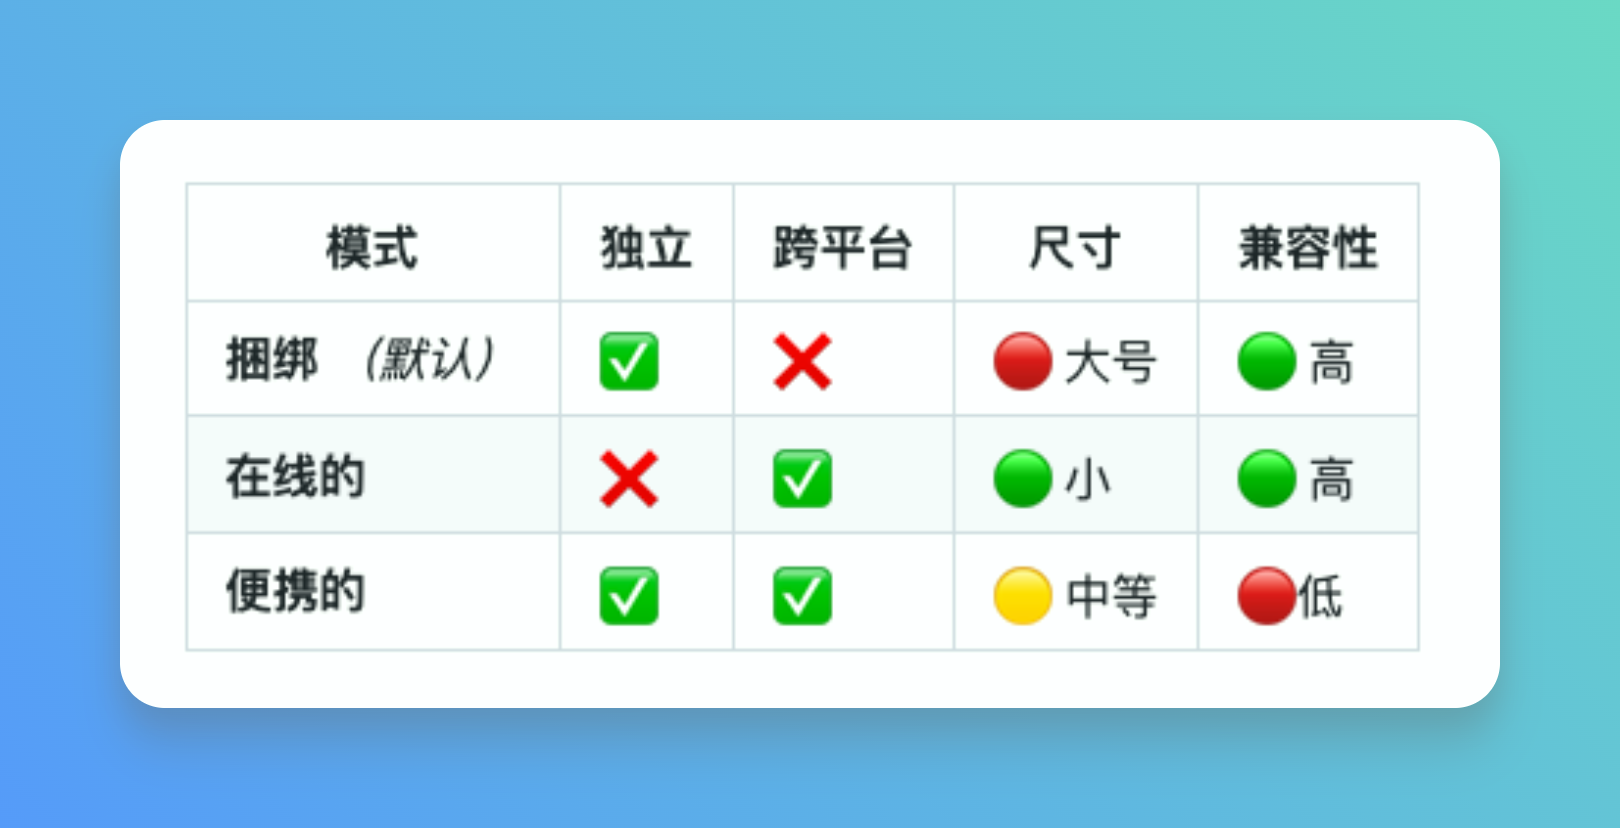 模式 独立 跨平台 尺寸 兼容性
捆绑 （默认） ✅ ❌ 🔴 大号 🟢 高
在线的 ❌ ✅ 🟢 小 🟢 高
便携的 ✅ ✅ 🟡 中等 🔴低